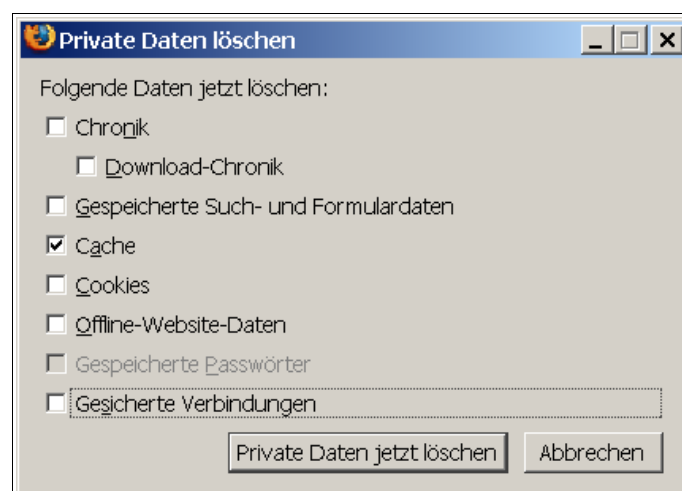 Private Daten löschen
Folgende Daten jetzt löschen:
Chronik
Download-Chronik
Gespeicherte Such- und Formulardaten
Cache
Cookies
Offline-Website-Daten
Gespeicherte Passwörter
Gesicherte Verbindungen
Private Daten jetzt löschen Abbrechen